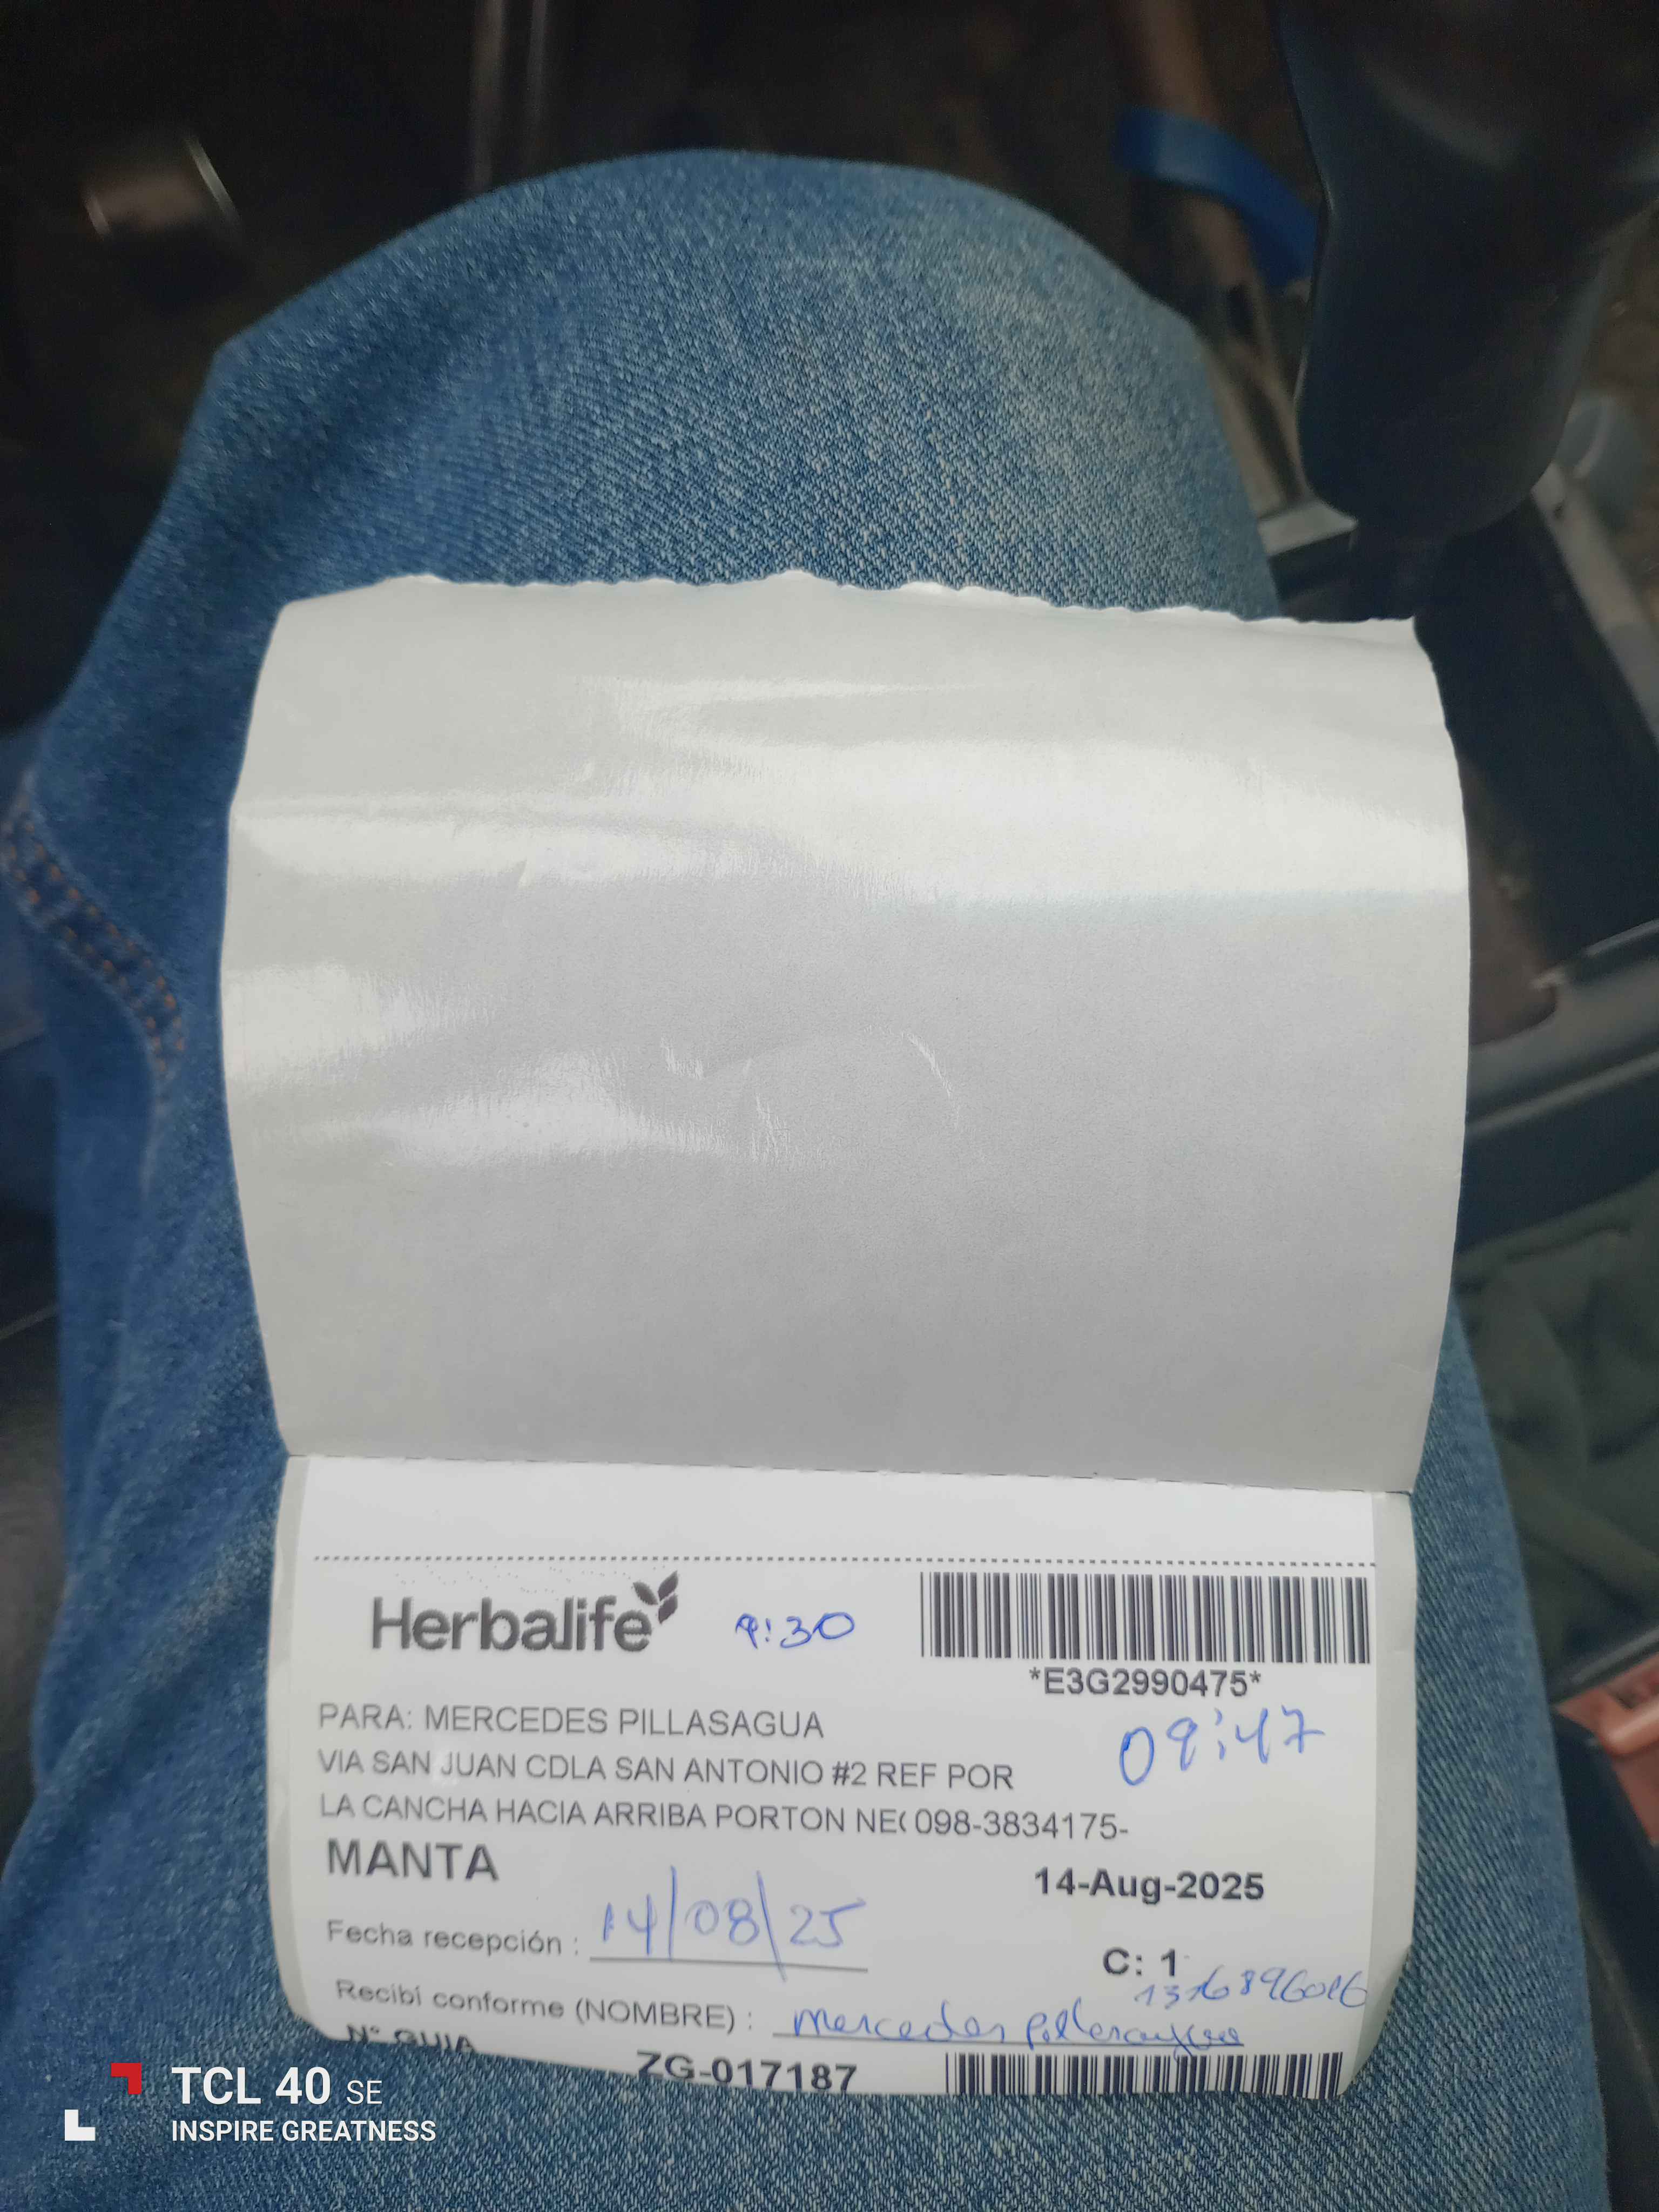 Herbalife 9:30
*E3G2990475*
PARA: MERCEDES PILLASAGUA
09:47
VIA SAN JUAN CDLA SAN ANTONIO #2 REF POR
LA CANCHA HACIA ARRIBA PORTON NE( 098-3834175-
MANTA
14-Aug-2025
Fecha recepción : 14/08/25
C: 1
Recibí conforme (NOMBRE) : Mercedes
N° GUIA ZG-017187
TCL 40 SE
INSPIRE GREATNESS